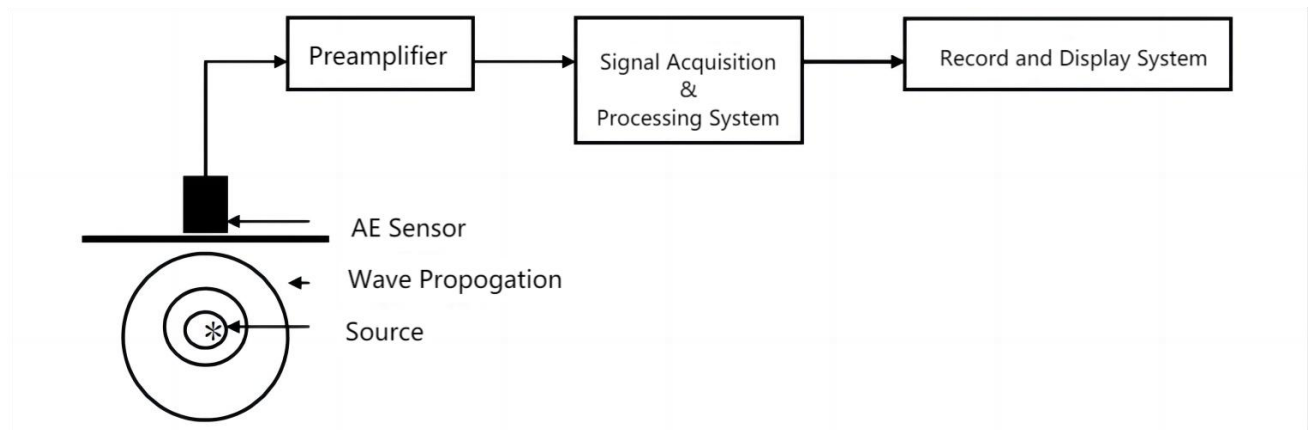 Preamplifier
Signal Acquisition
&
Processing System
Record and Display System
AE Sensor
Wave Propogation
Source